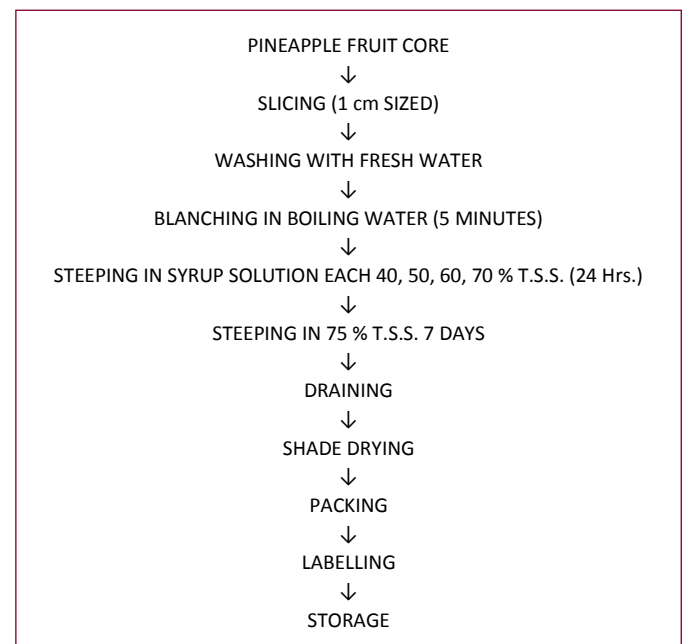 PINEAPPLE FRUIT CORE
↓
SLICING (1 cm SIZED)
↓
WASHING WITH FRESH WATER
↓
BLANCHING IN BOILING WATER (5 MINUTES)
↓
STEEPING IN SYRUP SOLUTION EACH 40, 50, 60, 70 % T.S.S. (24 Hrs.)
↓
STEEPING IN 75 % T.S.S. 7 DAYS
↓
DRAINING
↓
SHADE DRYING
↓
PACKING
↓
LABELLING
↓
STORAGE